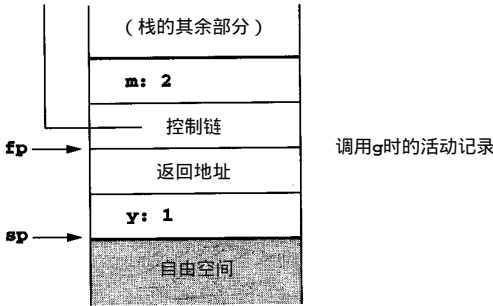 （栈的其余部分）
m: 2
控制链
fp
调用g时的活动记录
返回地址
y: 1
sp
自由空间